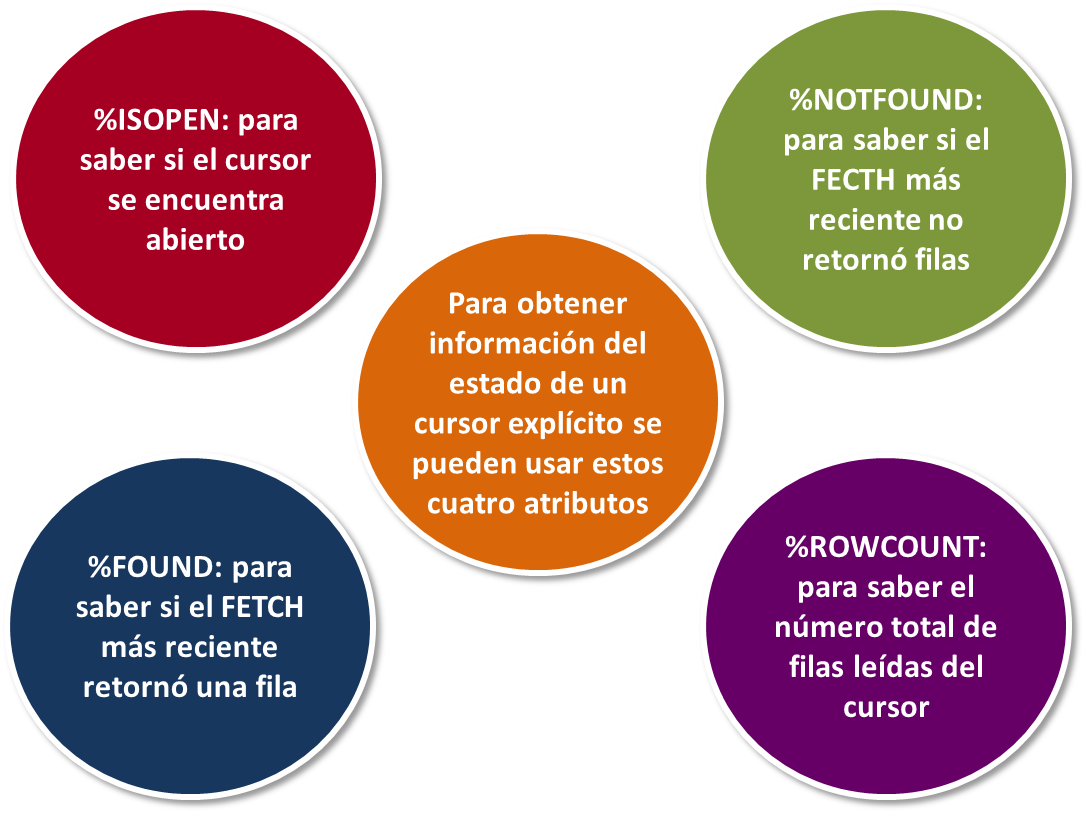 %ISOPEN: para
saber si el cursor
se encuentra
abierto
%NOTFOUND:
para saber si el
FECTH más
reciente no
retornó filas
Para obtener
información del
estado de un
cursor explícito se
pueden usar estos
cuatro atributos
%FOUND: para
saber si el FETCH
más reciente
retornó una fila
%ROWCOUNT:
para saber el
número total de
filas leídas del
cursor